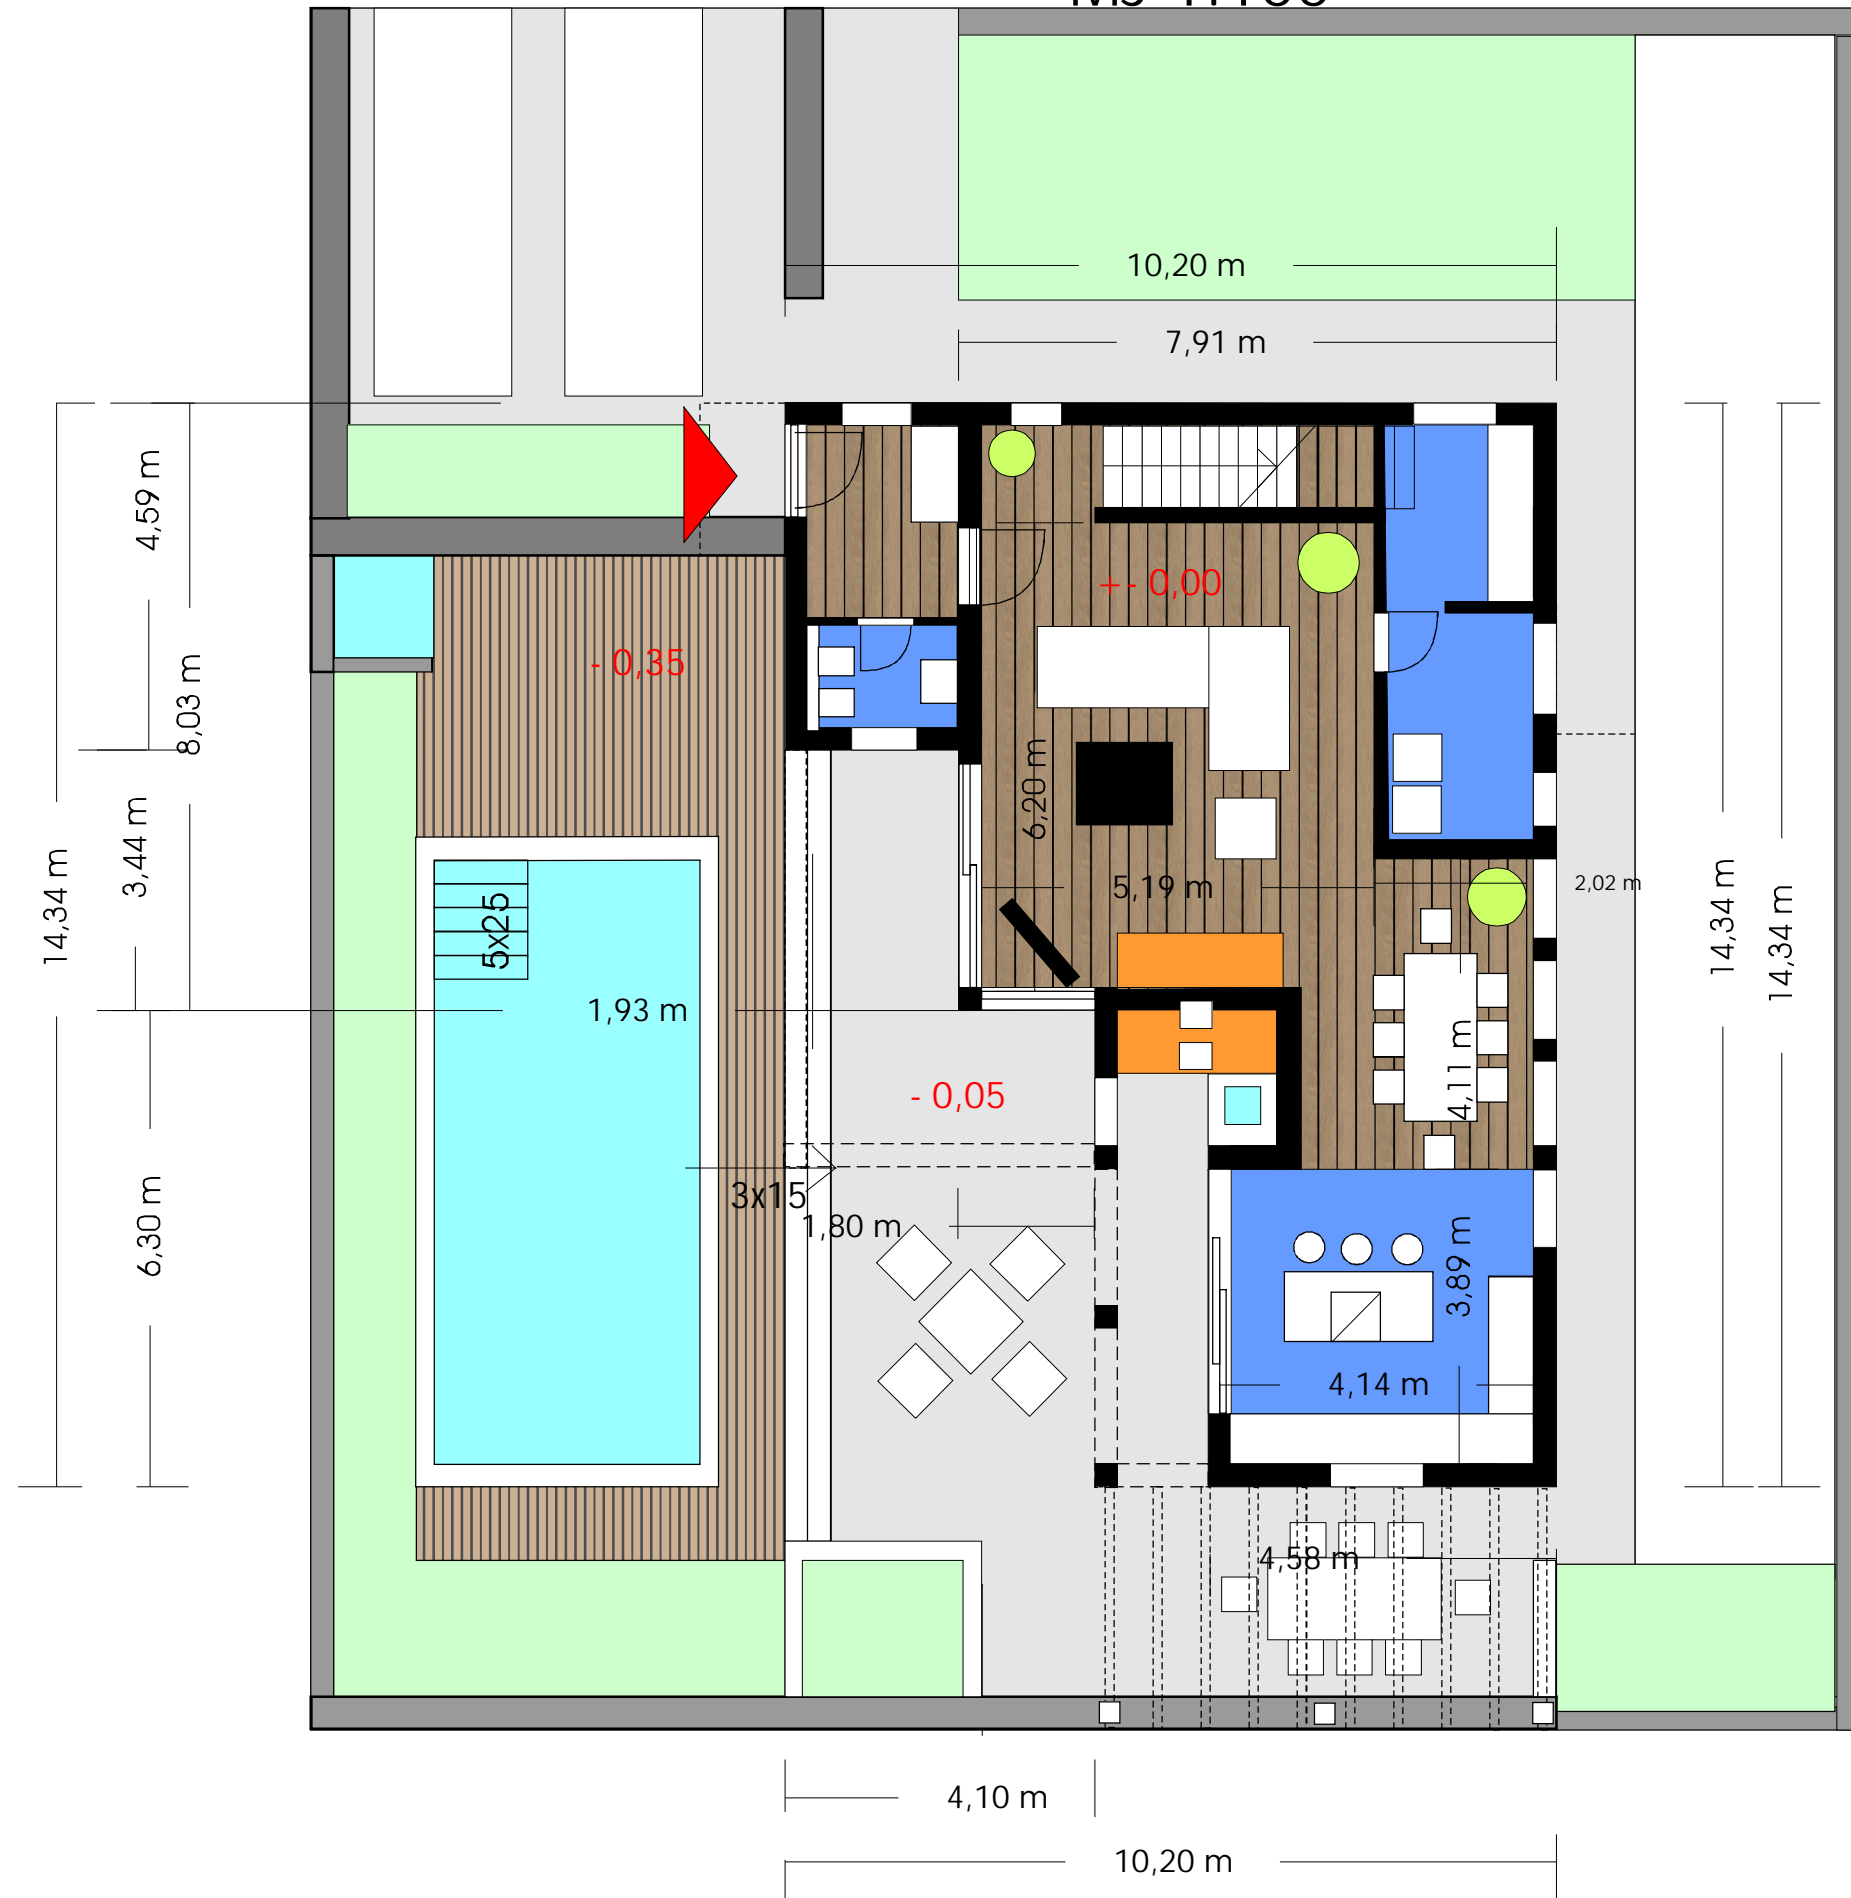 10,20 m
7,91 m
4,59 m
8,03 m
3,44 m
14,34 m
6,30 m
+- 0,00
- 0,35
6,20 m
5,19 m
2,02 m
14,34 m
14,34 m
5x25
1,93 m
4,11 m
- 0,05
3x15
1,80 m
3,89 m
4,14 m
4,58 m
4,10 m
10,20 m